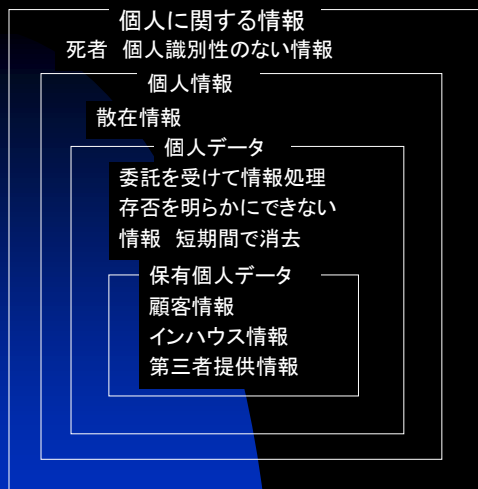 個人に関する情報
死者 個人識別性のない情報
個人情報
散在情報
個人データ
委託を受けて情報処理
存否を明らかにできない
情報 短期間で消去
保有個人データ
顧客情報
インハウス情報
第三者提供情報